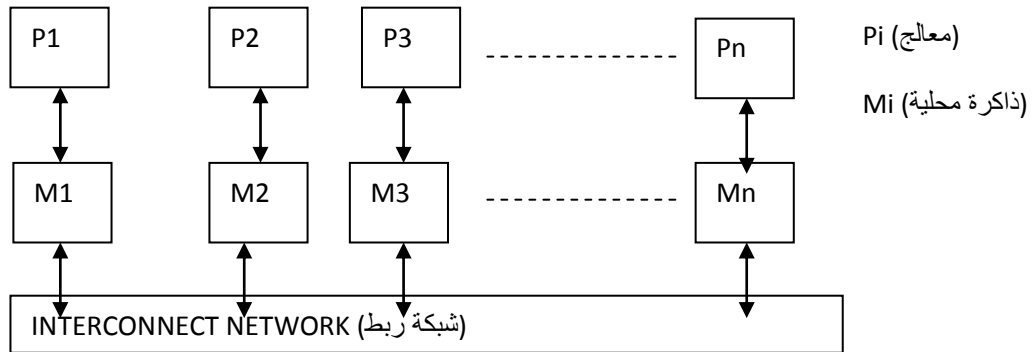 P1
P2
P3
Pn
Pi (معالج)
Mi (ذاكرة محلية)
M1
M2
M3
Mn
INTERCONNECT NETWORK (شبكة ربط)